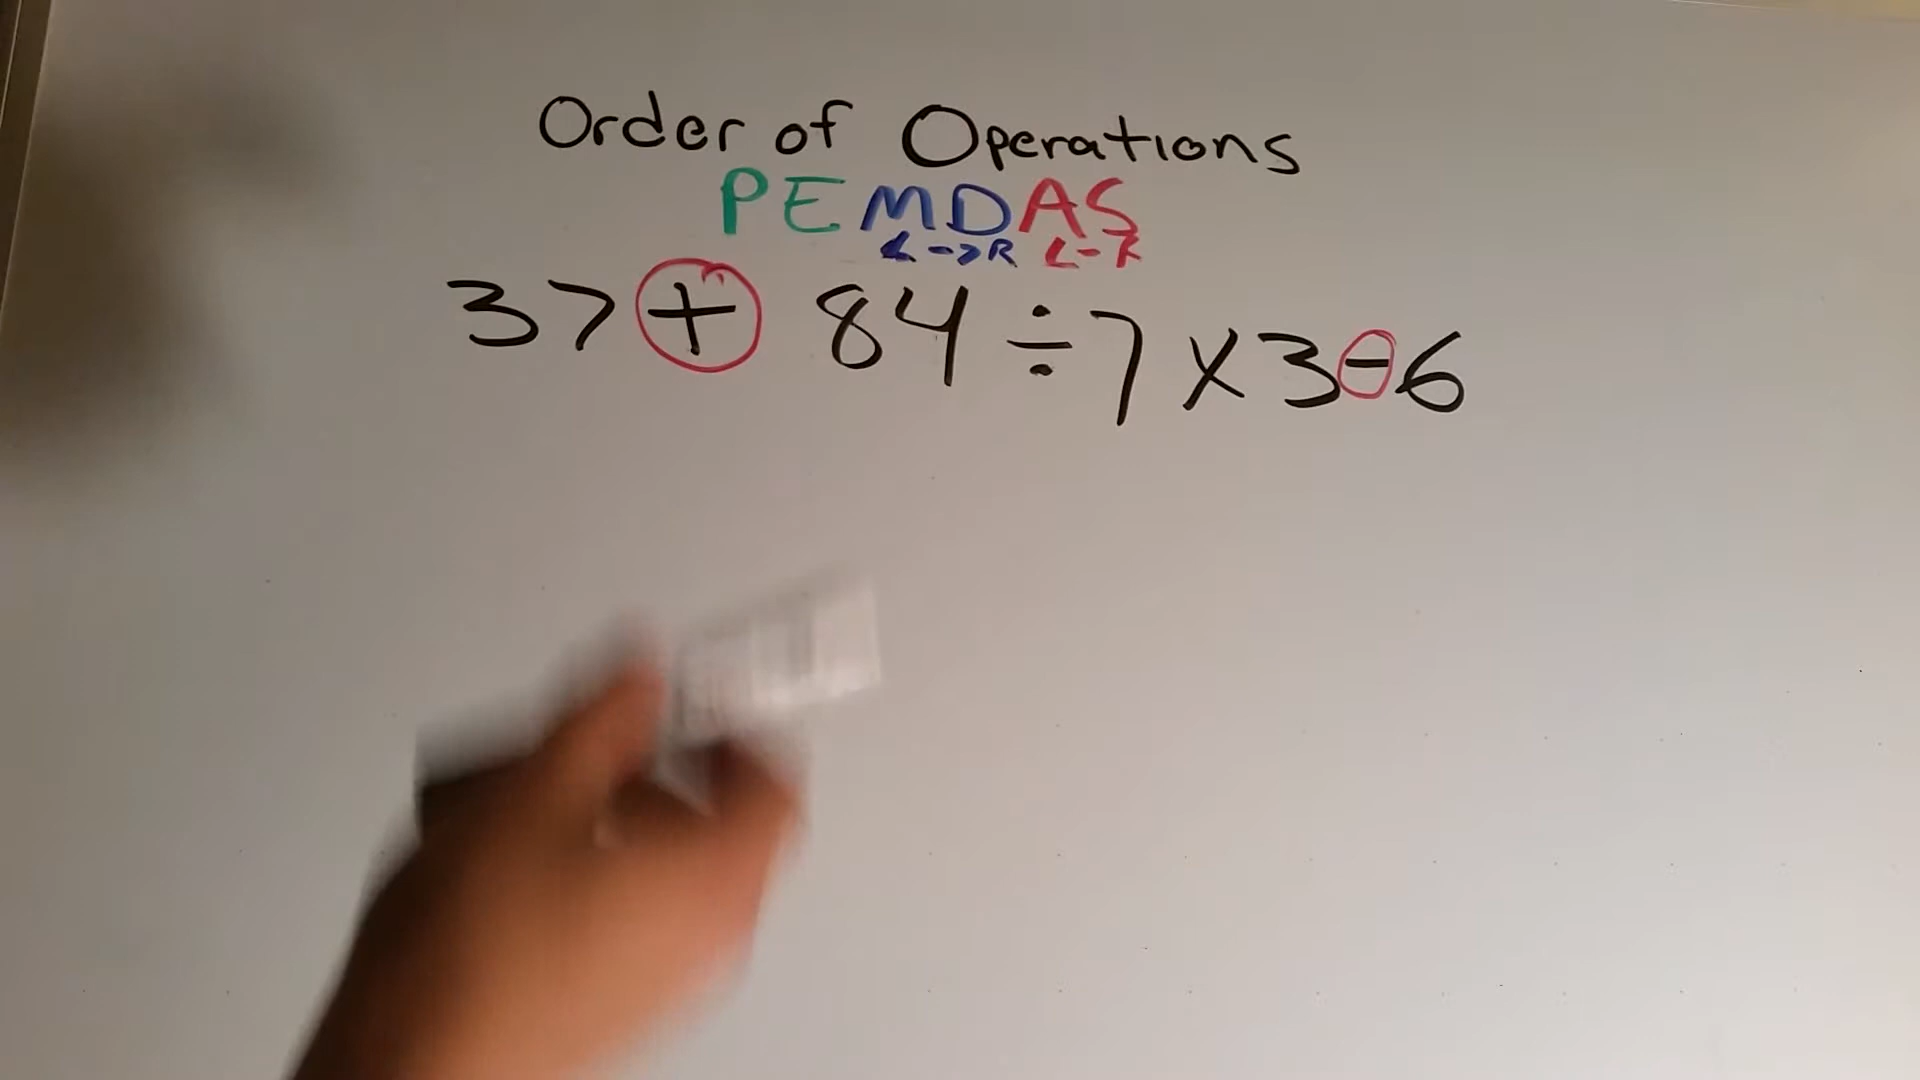 Order of Operations
PEMDAS
L->R L-R
37 + 84 ÷ 7 x 3 - 6